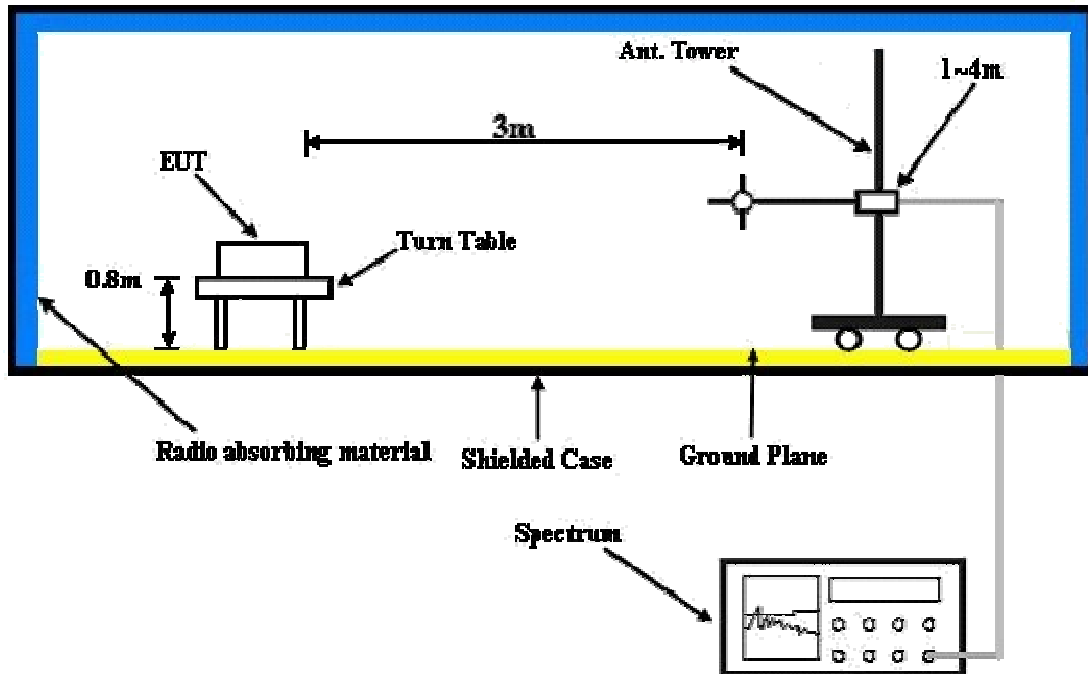 Ant. Tower
1~4m
3m
EUT
Turn Table
0.8m
Radio absorbing material
Shielded Case
Ground Plane
Spectrum